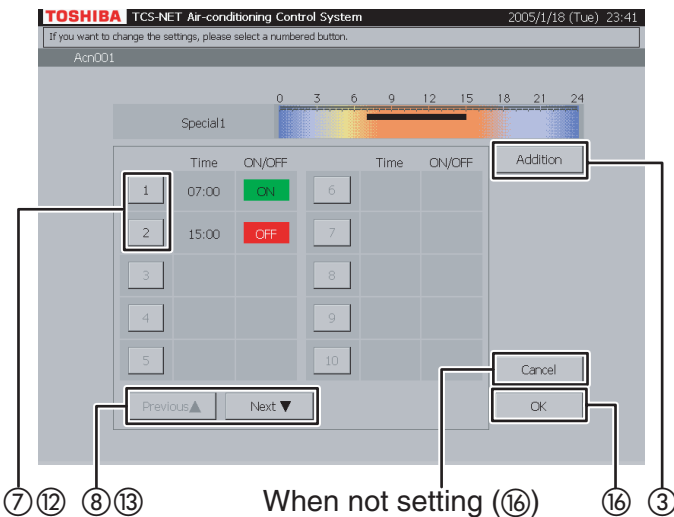 TOSHIBA TCS-NET Air-conditioning Control System 2005/1/18 (Tue) 23:41
If you want to change the settings, please select a numbered button.
Acn001
0 3 6 9 12 15 18 21 24
Special1
Time ON/OFF Time ON/OFF Addition
1 07:00 ON 6
2 15:00 OFF 7
3 8
4 9
5 10
Cancel
Previous▲ Next▼ OK
⑦⑫ ⑧⑬ When not setting (⑯) ⑯ ③